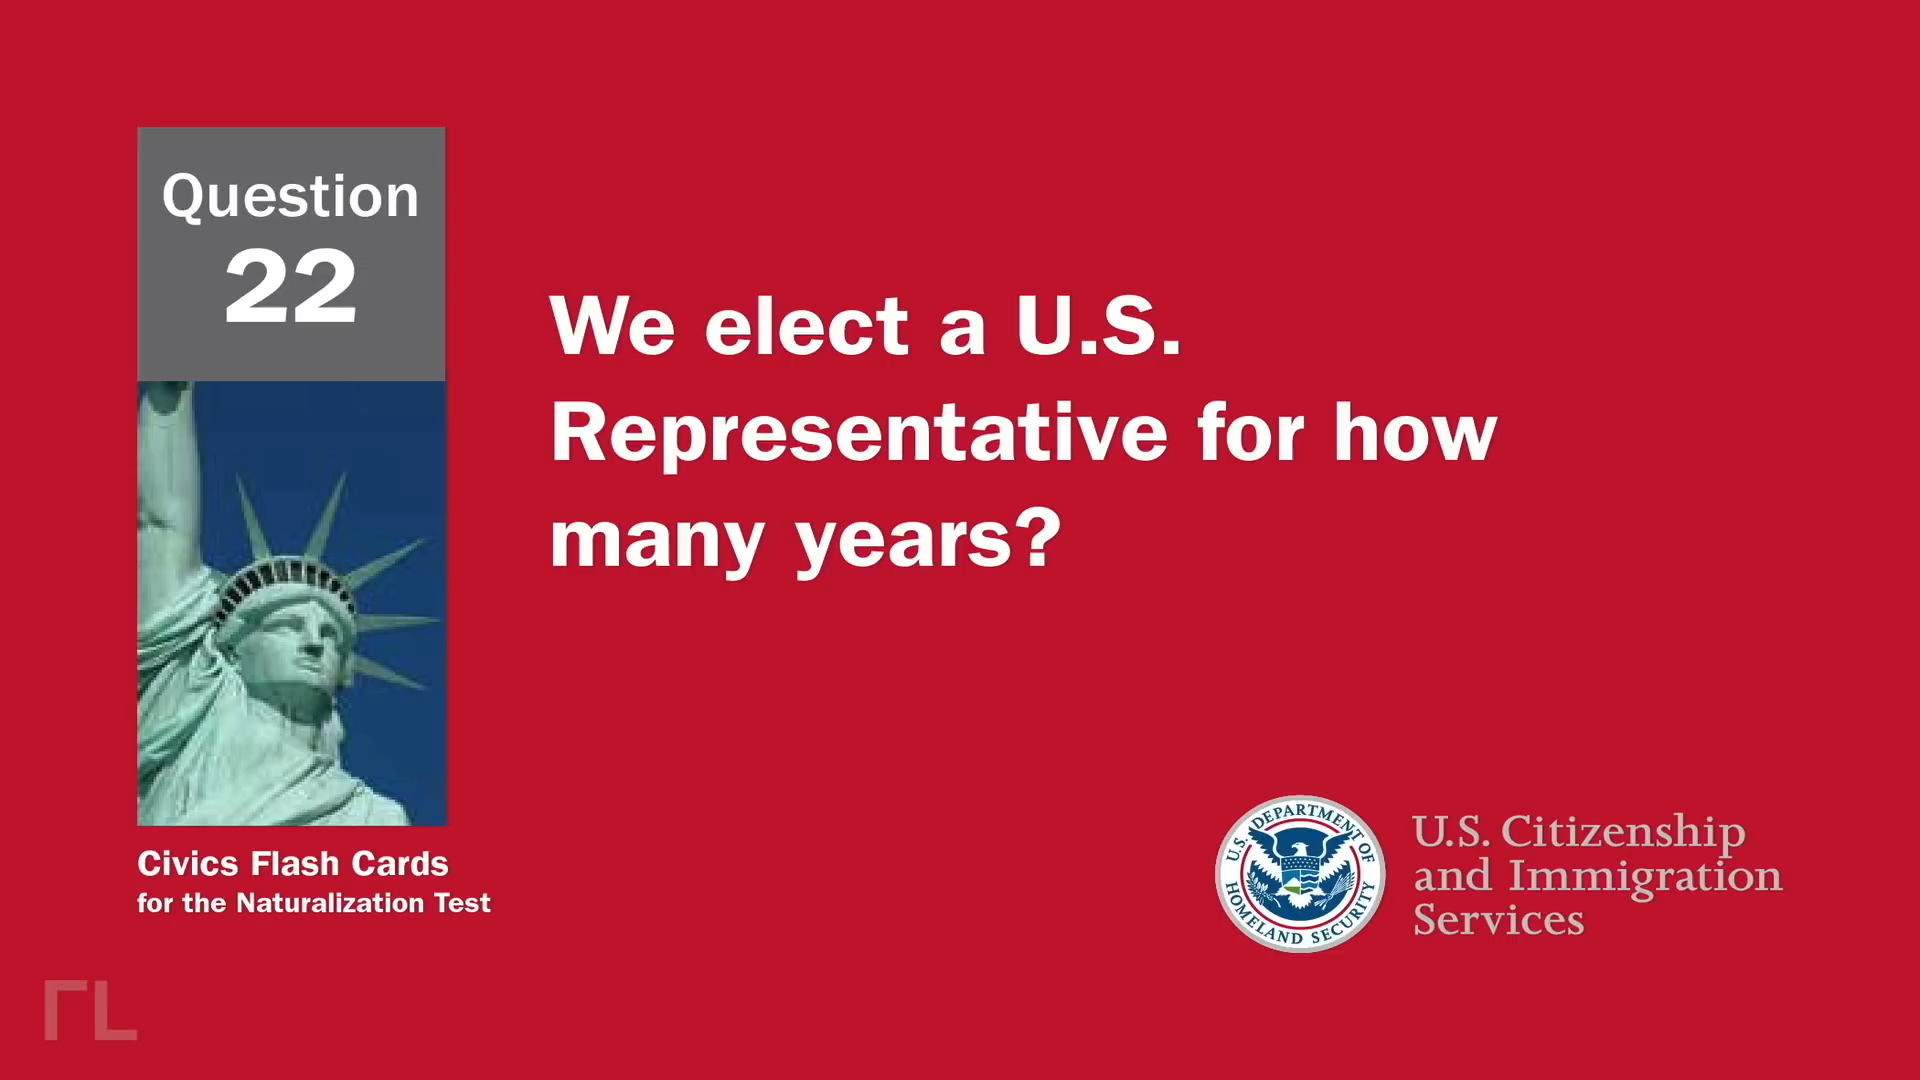 Question
22
We elect a U.S.
Representative for how
many years?
Civics Flash Cards
for the Naturalization Test
U.S. DEPARTMENT OF
HOMELAND SECURITY
U.S. Citizenship
and Immigration
Services